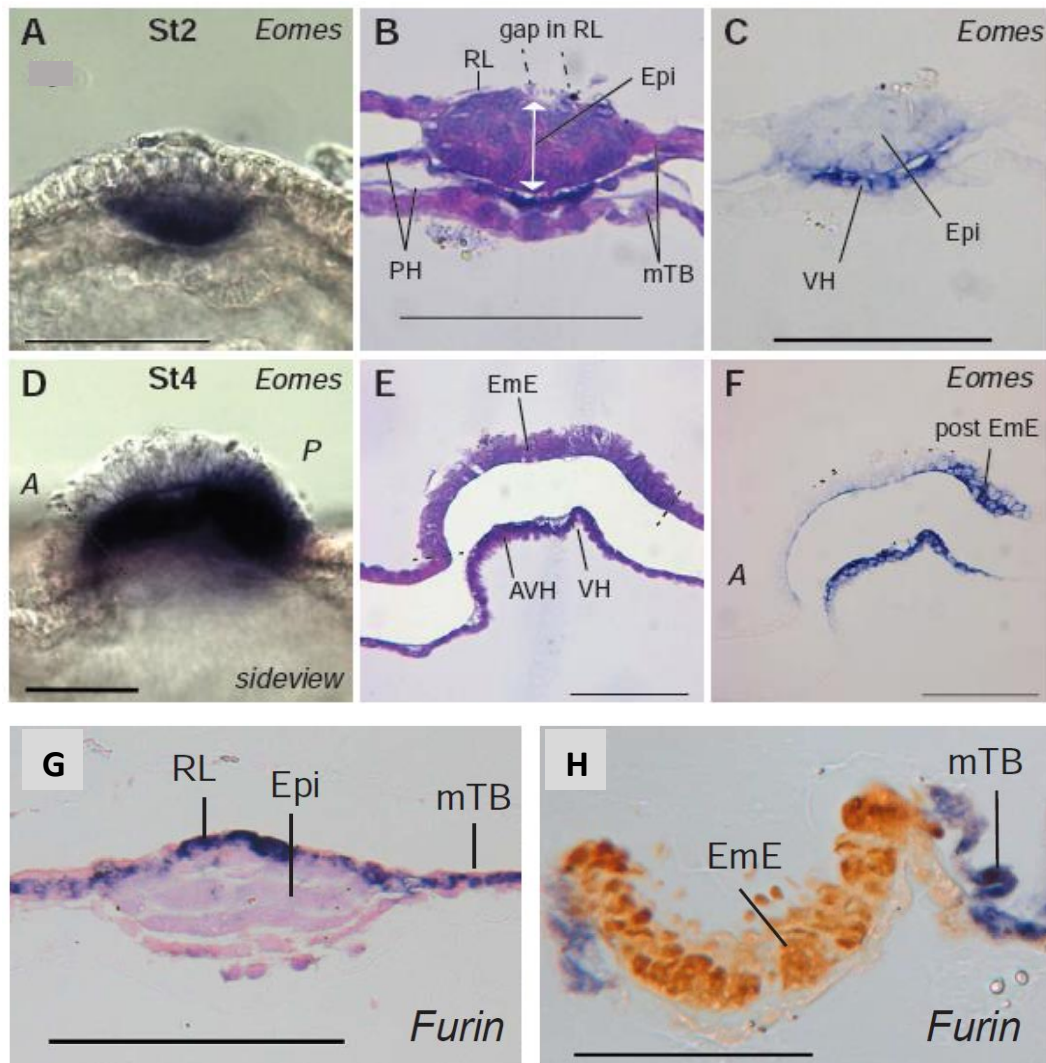 A St2 Eomes
B gap in RL
RL
Epi
PH
mTB
C Eomes
Epi
VH
D St4 Eomes
P
A
sideview
E
EmE
AVH VH
F Eomes
post EmE
A
G
RL Epi mTB
Furin
H
mTB
EmE
Furin